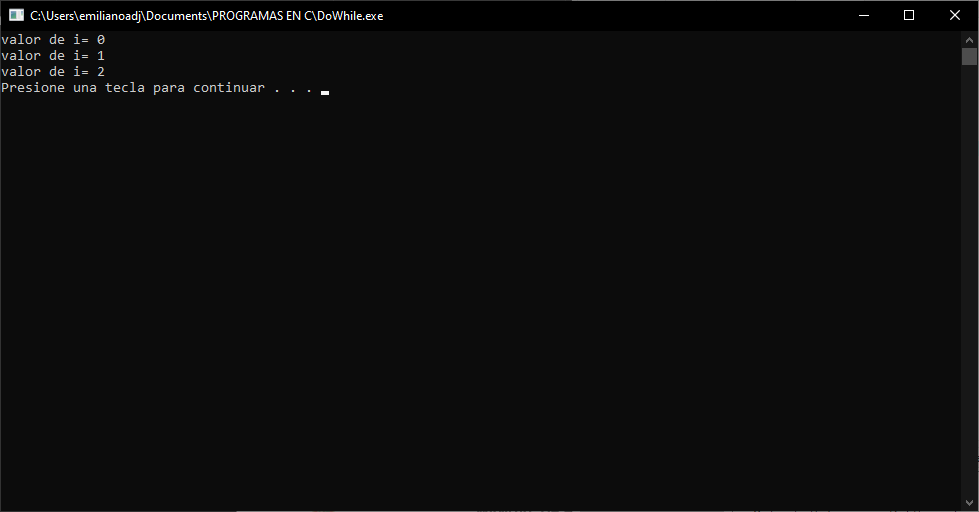 C:\Users\emilianoadj\Documents\PROGRAMAS EN C\DoWhile.exe
valor de i= 0
valor de i= 1
valor de i= 2
Presione una tecla para continuar . . .